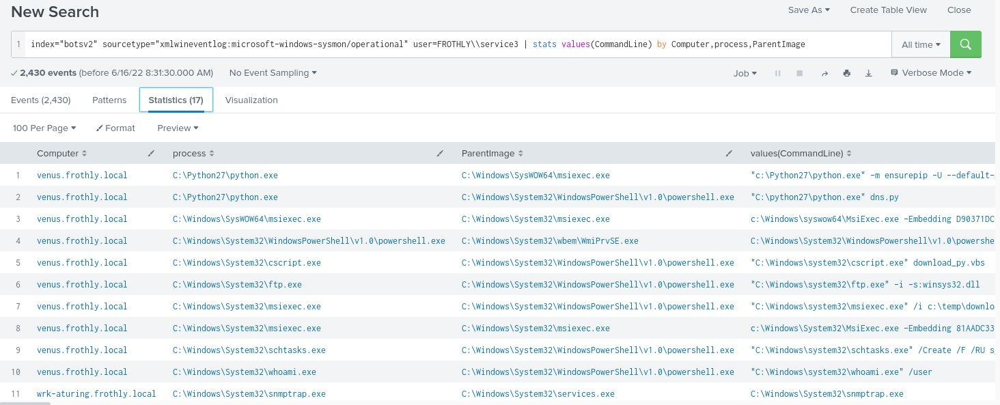 New Search
Save As Create Table View Close
1 index="botsv2" sourcetype="xmlwineventlog:microsoft-windows-sysmon/operational" user=FROTHLY\\service3 | stats values(CommandLine) by Computer,process,ParentImage All time
2,430 events (before 6/16/22 8:31:30.000 AM) No Event Sampling Job Verbose Mode
Events (2,430) Patterns Statistics (17) Visualization
100 Per Page Format Preview
Computer process ParentImage values(CommandLine)
1 venus.frothly.local C:\Python27\python.exe C:\Windows\SysWOW64\msiexec.exe "c:\Python27\python.exe" -m ensurepip -U --default-
2 venus.frothly.local C:\Python27\python.exe C:\Windows\System32\WindowsPowerShell\v1.0\powershell.exe "C:\python27\python.exe" dns.py
3 venus.frothly.local C:\Windows\SysWOW64\msiexec.exe C:\Windows\System32\msiexec.exe c:\Windows\syswow64\MsiExec.exe -Embedding D90371DC
4 venus.frothly.local C:\Windows\System32\WindowsPowerShell\v1.0\powershell.exe C:\Windows\System32\wbem\WmiPrvSE.exe C:\Windows\System32\WindowsPowershell\v1.0\powershe
5 venus.frothly.local C:\Windows\System32\cscript.exe C:\Windows\System32\WindowsPowerShell\v1.0\powershell.exe "C:\Windows\system32\cscript.exe" download_py.vbs
6 venus.frothly.local C:\Windows\System32\ftp.exe C:\Windows\System32\WindowsPowerShell\v1.0\powershell.exe "C:\Windows\system32\ftp.exe" -i -s:winsys32.dll
7 venus.frothly.local C:\Windows\System32\msiexec.exe C:\Windows\System32\WindowsPowerShell\v1.0\powershell.exe "C:\Windows\system32\msiexec.exe" /i c:\temp\downlo
8 venus.frothly.local C:\Windows\System32\msiexec.exe C:\Windows\System32\msiexec.exe c:\Windows\System32\MsiExec.exe -Embedding 81AADC33
9 venus.frothly.local C:\Windows\System32\schtasks.exe C:\Windows\System32\WindowsPowerShell\v1.0\powershell.exe "C:\Windows\system32\schtasks.exe" /Create /F /RU s
10 venus.frothly.local C:\Windows\System32\whoami.exe C:\Windows\System32\WindowsPowerShell\v1.0\powershell.exe "C:\Windows\system32\whoami.exe" /user
11 wrk-aturing.frothly.local C:\Windows\System32\snmptrap.exe C:\Windows\System32\services.exe C:\Windows\System32\snmptrap.exe